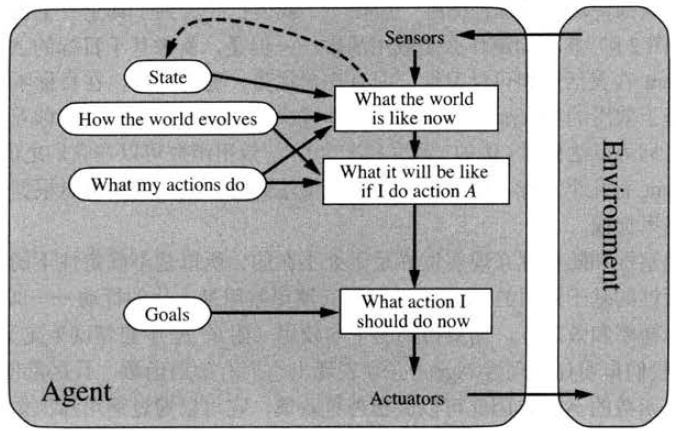 Sensors
State
What the world
is like now
How the world evolves
What my actions do
What it will be like
if I do action A
Goals
What action I
should do now
Agent
Actuators
Environment